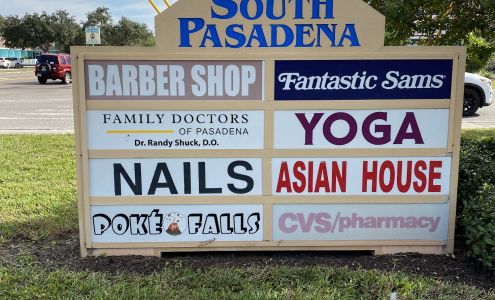 SOUTH
PASADENA
BARBER SHOP
Fantastic Sams®
FAMILY DOCTORS
OF PASADENA
Dr. Randy Shuck, D.O.
YOGA
NAILS
ASIAN HOUSE
POKÉ FALLS
CVS/pharmacy